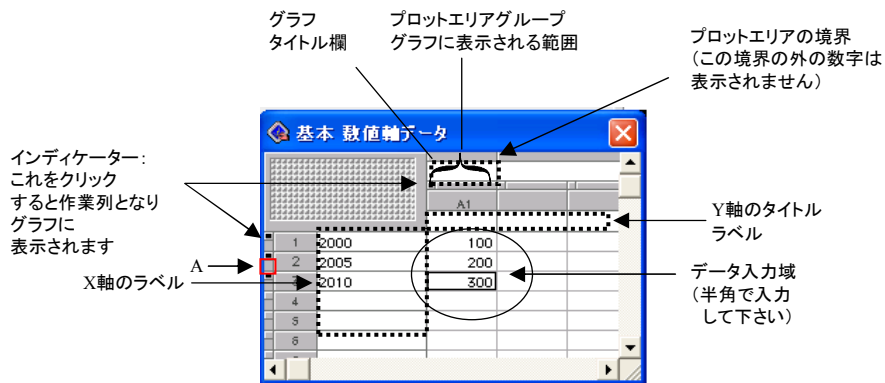 グラフ
タイトル欄
プロットエリアグループ
グラフに表示される範囲
プロットエリアの境界
(この境界の外の数字は
表示されません)
基本 数値軸データ
インディケーター:
これをクリック
すると作業列となり
グラフに
表示されます
A1
Y軸のタイトル
ラベル
1 2000 100
A
2 2005 200
X軸のラベル
3 2010 300
データ入力域
(半角で入力
して下さい)
4
5
6